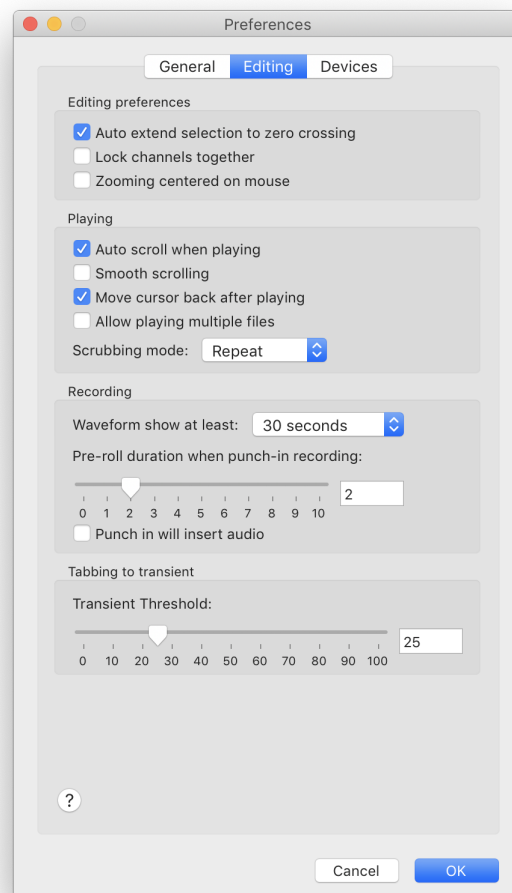 Preferences
General Editing Devices
Editing preferences
Auto extend selection to zero crossing
Lock channels together
Zooming centered on mouse
Playing
Auto scroll when playing
Smooth scrolling
Move cursor back after playing
Allow playing multiple files
Scrubbing mode: Repeat
Recording
Waveform show at least: 30 seconds
Pre-roll duration when punch-in recording:
2
0 1 2 3 4 5 6 7 8 9 10
Punch in will insert audio
Tabbing to transient
Transient Threshold:
25
0 10 20 30 40 50 60 70 80 90 100
?
Cancel OK